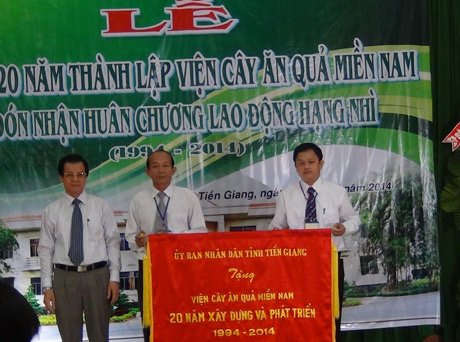 LỄ
20 NĂM THÀNH LẬP VIỆN CÂY ĂN QUẢ MIỀN NAM
ĐÓN NHẬN HUÂN CHƯƠNG LAO ĐỘNG HẠNG NHÌ
(1994 - 2014)
Tiền Giang, 2014
ỦY BAN NHÂN DÂN TỈNH TIỀN GIANG
Tặng
VIỆN CÂY ĂN QUẢ MIỀN NAM
20 NĂM XÂY DỰNG VÀ PHÁT TRIỂN
1994 - 2014